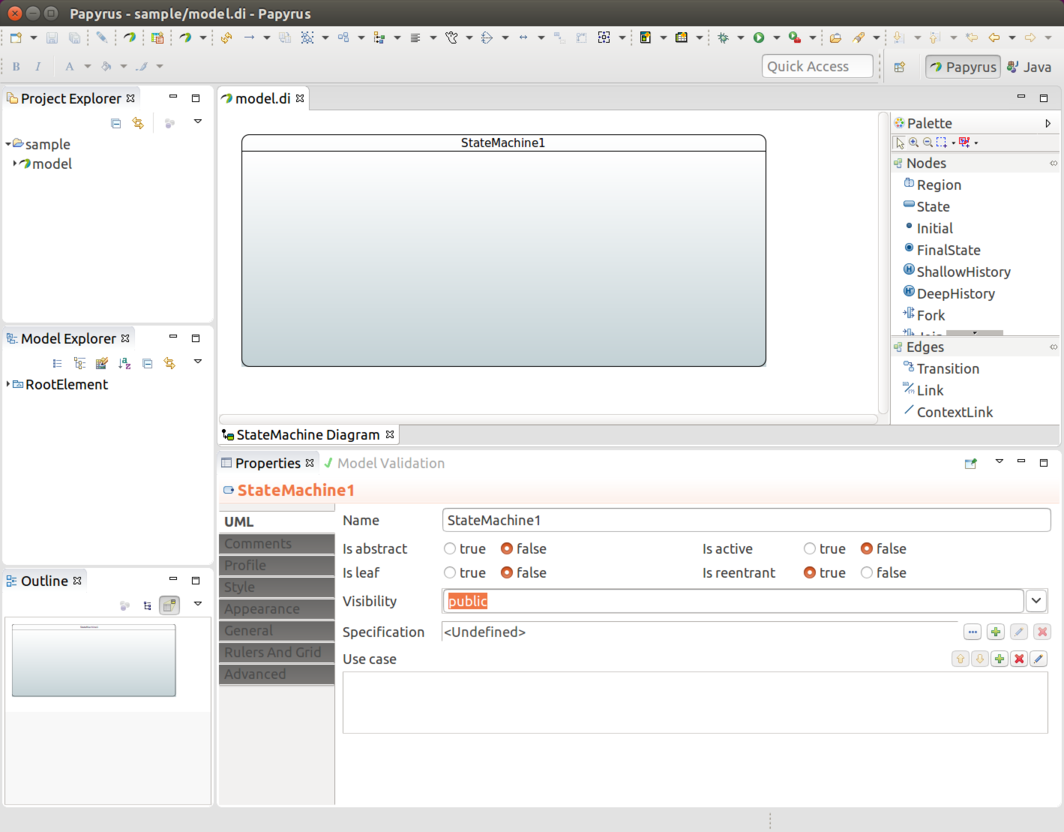 Papyrus - sample/model.di - Papyrus
B I A
Quick Access
Papyrus
Java
Project Explorer
sample
model
Model Explorer
RootElement
Outline
model.di
StateMachine1
StateMachine Diagram
Palette
Nodes
Region
State
Initial
FinalState
ShallowHistory
DeepHistory
Fork
Join
Edges
Transition
Link
ContextLink
Properties Model Validation
StateMachine1
UML
Comments
Profile
Style
Appearance
General
Rulers And Grid
Advanced
Name StateMachine1
Is abstract true false Is active true false
Is leaf true false Is reentrant true false
Visibility public
Specification <Undefined>
Use case